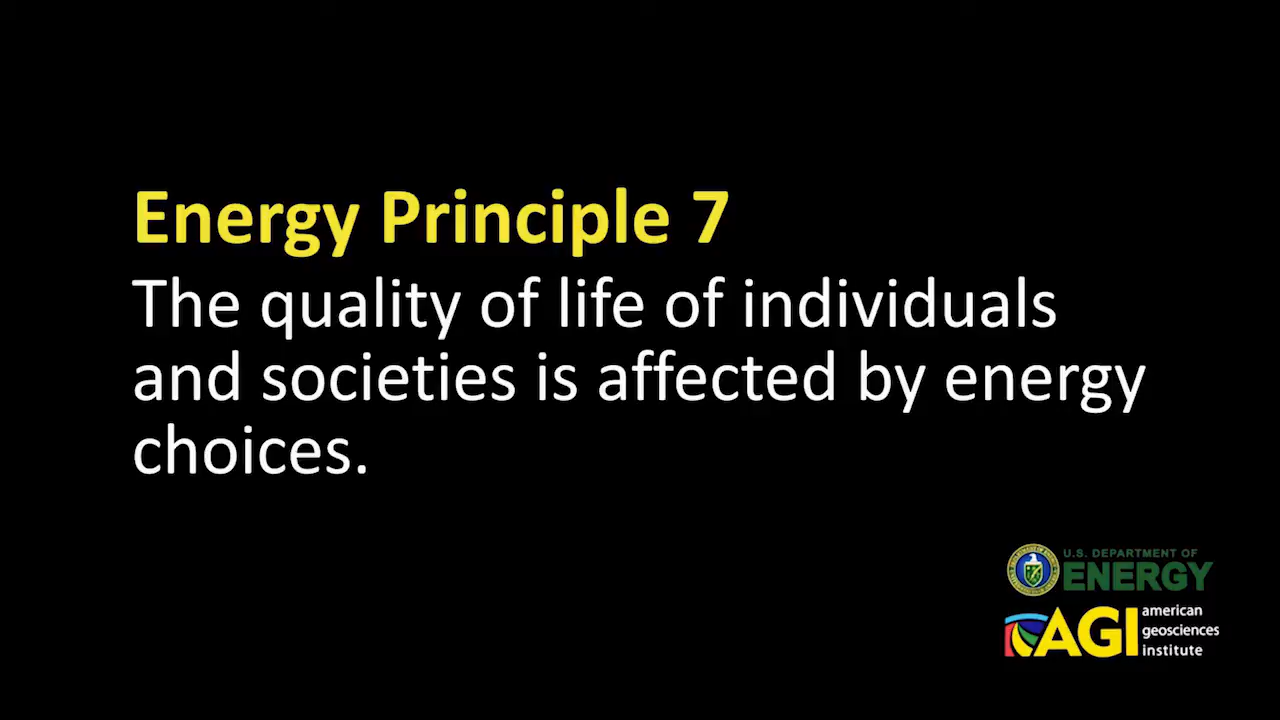 Energy Principle 7
The quality of life of individuals
and societies is affected by energy
choices.
U.S. DEPARTMENT OF
ENERGY
AGI
american
geosciences
institute